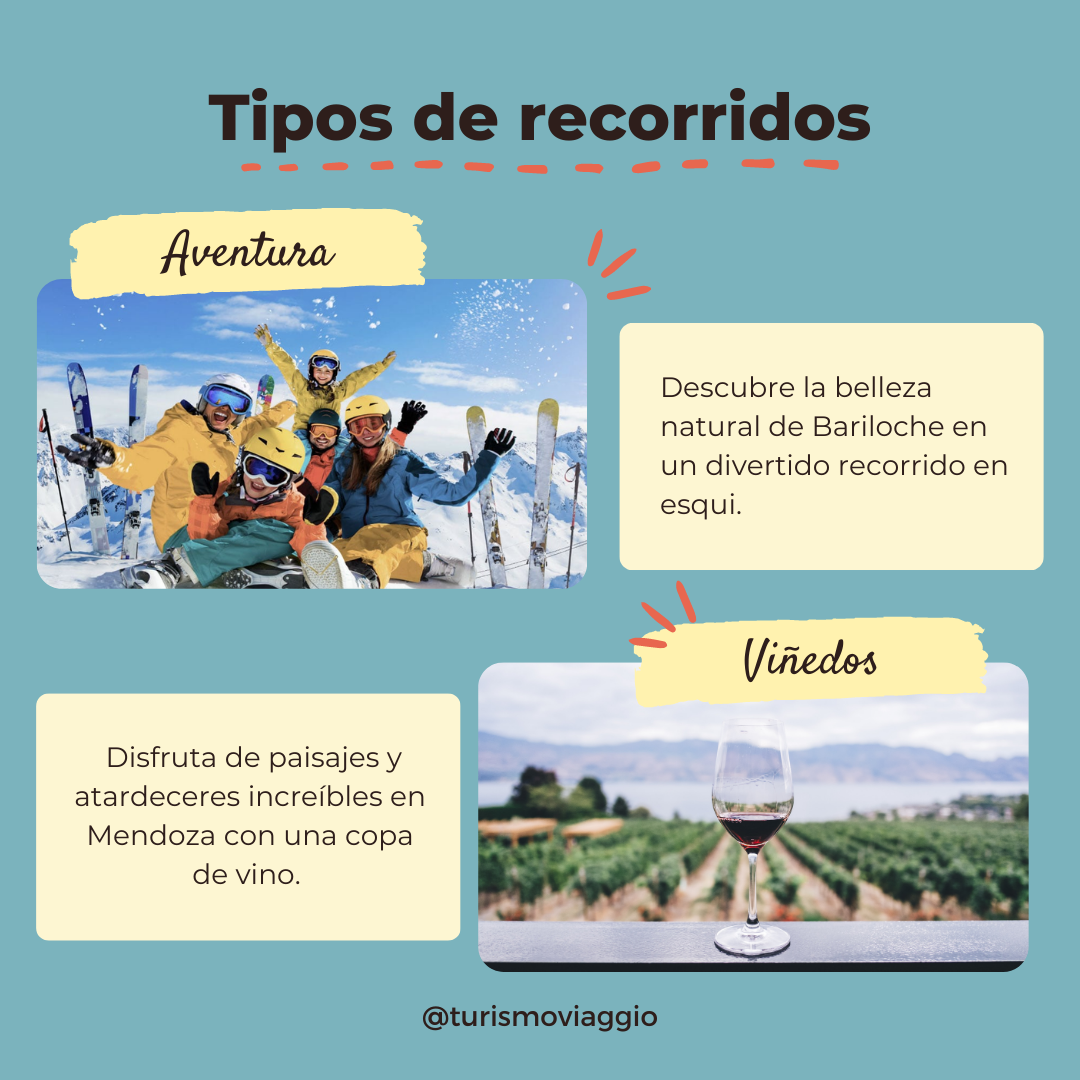 Tipos de recorridos
Aventura
Descubre la belleza
natural de Bariloche en
un divertido recorrido en
esqui.
Viñedos
Disfruta de paisajes y
atardeceres increíbles en
Mendoza con una copa
de vino.
@turismoviaggio